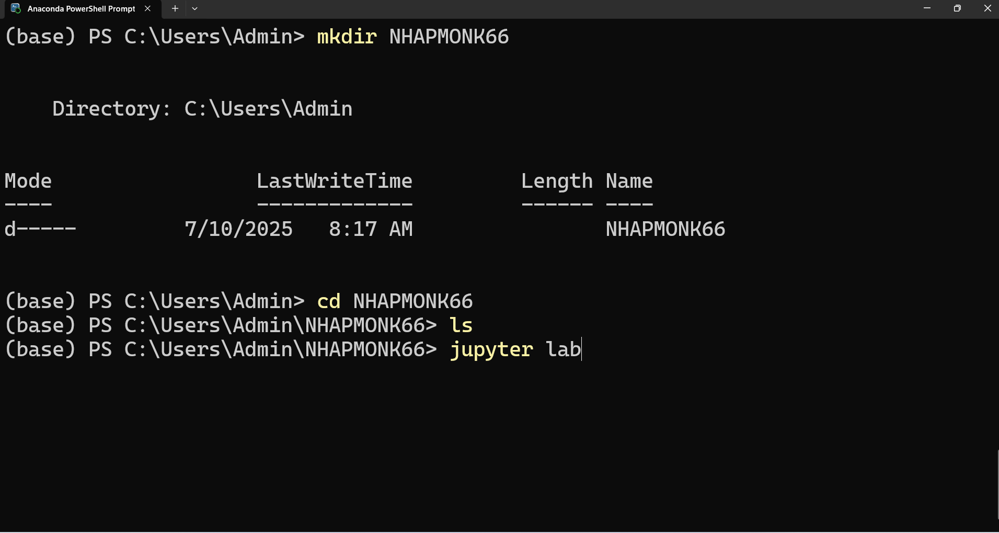 Anaconda PowerShell Prompt
(base) PS C:\Users\Admin> mkdir NHAPMONK66
Directory: C:\Users\Admin
Mode LastWriteTime Length Name
---- ------------- ------ ----
d----- 7/10/2025 8:17 AM NHAPMONK66
(base) PS C:\Users\Admin> cd NHAPMONK66
(base) PS C:\Users\Admin\NHAPMONK66> ls
(base) PS C:\Users\Admin\NHAPMONK66> jupyter lab